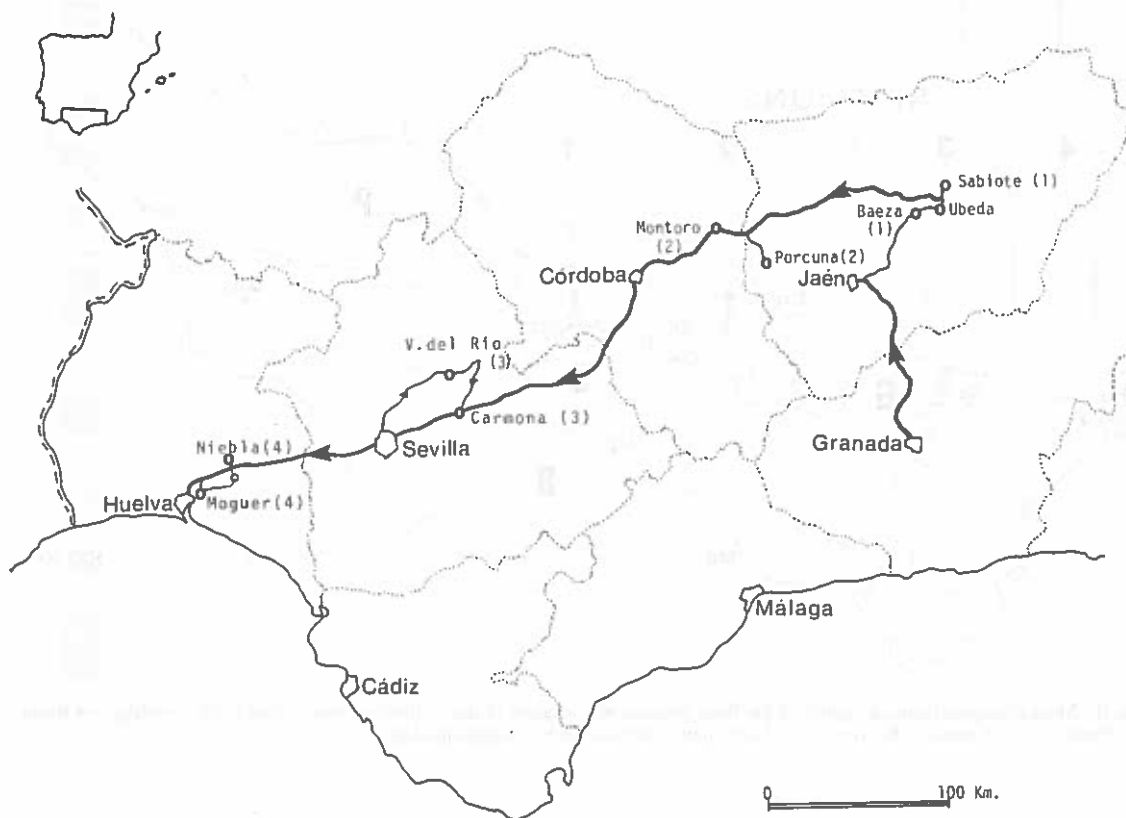 Sabiote (1)
Baeza
(1)
Ubeda
Montoro
(2)
Porcuna(2)
Córdoba
Jaén
V.del Río
(3)
Carmona (3)
Sevilla
Granada
Niebla(4)
Huelva
Moguer(4)
Málaga
Cádiz
0 100 Km.